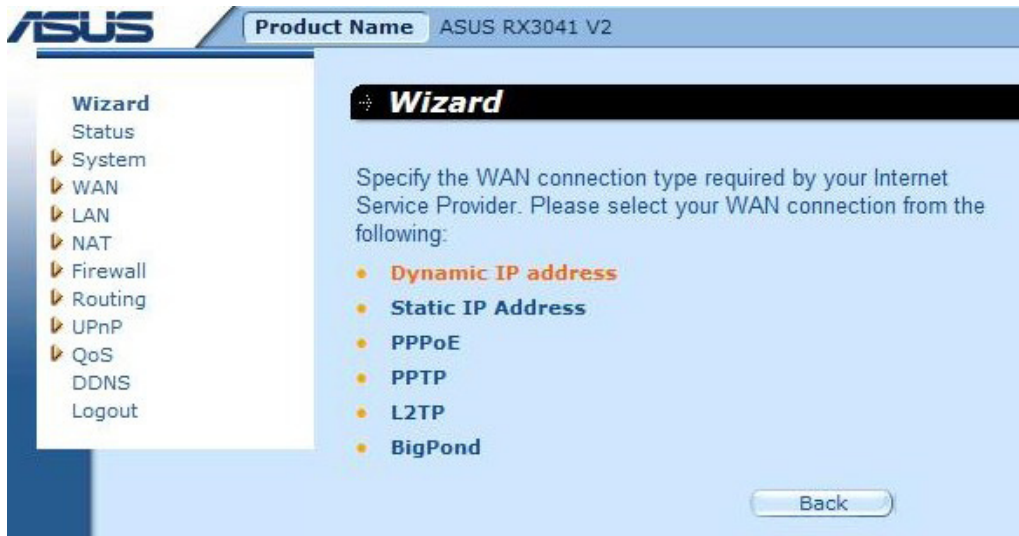 ASUS
Product Name ASUS RX3041 V2
Wizard
Status
System
WAN
LAN
NAT
Firewall
Routing
UPnP
QoS
DDNS
Logout
Wizard
Specify the WAN connection type required by your Internet
Service Provider. Please select your WAN connection from the
following:
Dynamic IP address
Static IP Address
PPPoE
PPTP
L2TP
BigPond
Back